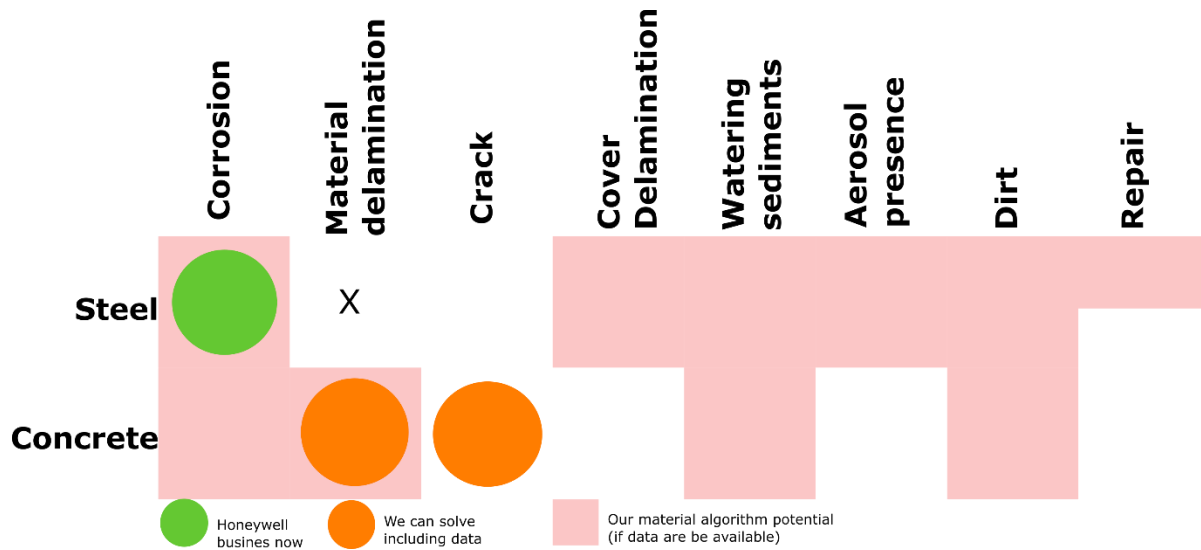 Corrosion
Material
delamination
Crack
Cover
Delamination
Watering
sediments
Aerosol
presence
Dirt
Repair
Steel
X
Concrete
Honeywell
busines now
We can solve
including data
Our material algorithm potential
(if data are be available)